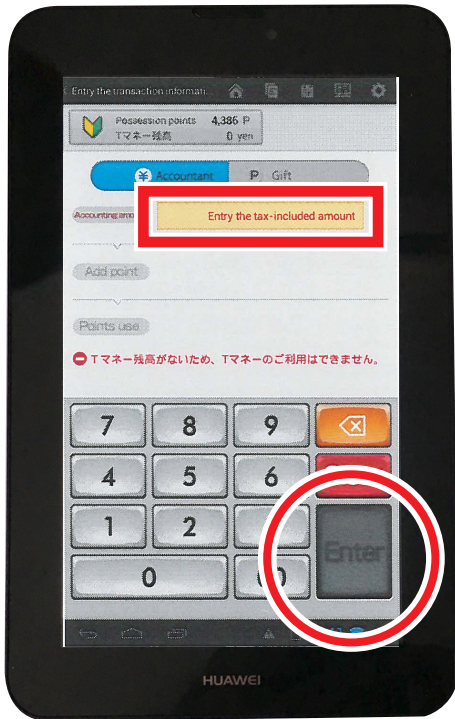 Entry the transaction informati...
Possession points 4,386 P
Tマネー残高 0 yen
¥ Accountant P Gift
Accounting amo
Entry the tax-included amount
Add point
Points use
Tマネー残高がないため、Tマネーのご利用はできません。
7 8 9
4 5 6
1 2
Enter
0
HUAWEI